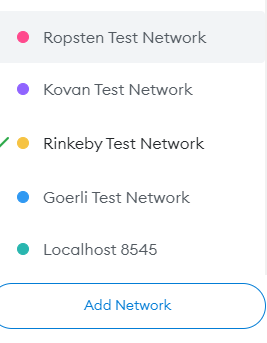 Ropsten Test Network
Kovan Test Network
Rinkeby Test Network
Goerli Test Network
Localhost 8545
Add Network